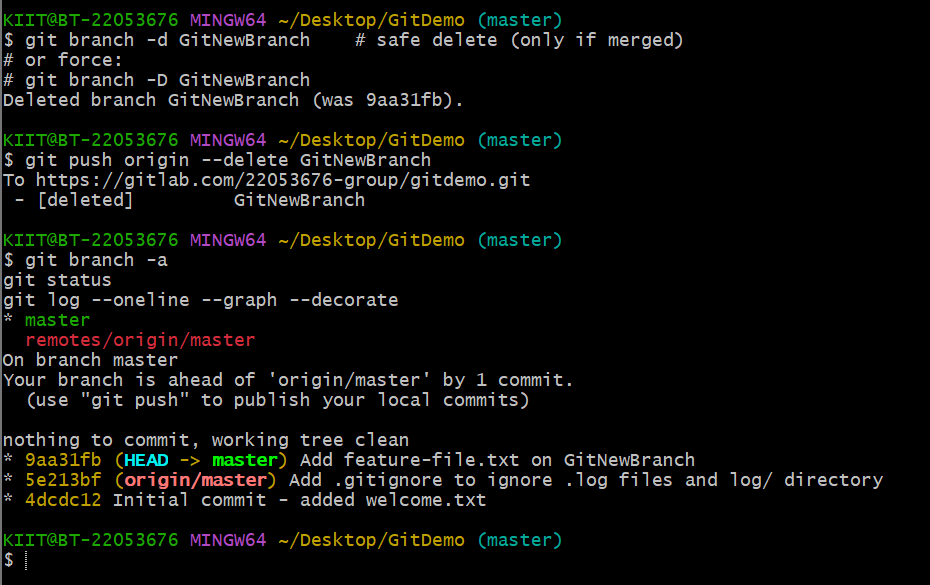 KIIT@BT-22053676 MINGW64 ~/Desktop/GitDemo (master)
$ git branch -d GitNewBranch    # safe delete (only if merged)
# or force:
# git branch -D GitNewBranch
Deleted branch GitNewBranch (was 9aa31fb).

KIIT@BT-22053676 MINGW64 ~/Desktop/GitDemo (master)
$ git push origin --delete GitNewBranch
To https://gitlab.com/22053676-group/gitdemo.git
 - [deleted]         GitNewBranch

KIIT@BT-22053676 MINGW64 ~/Desktop/GitDemo (master)
$ git branch -a
git status
git log --oneline --graph --decorate
* master
  remotes/origin/master
On branch master
Your branch is ahead of 'origin/master' by 1 commit.
  (use "git push" to publish your local commits)

nothing to commit, working tree clean
* 9aa31fb (HEAD -> master) Add feature-file.txt on GitNewBranch
* 5e213bf (origin/master) Add .gitignore to ignore .log files and log/ directory
* 4dcdc12 Initial commit - added welcome.txt

KIIT@BT-22053676 MINGW64 ~/Desktop/GitDemo (master)
$